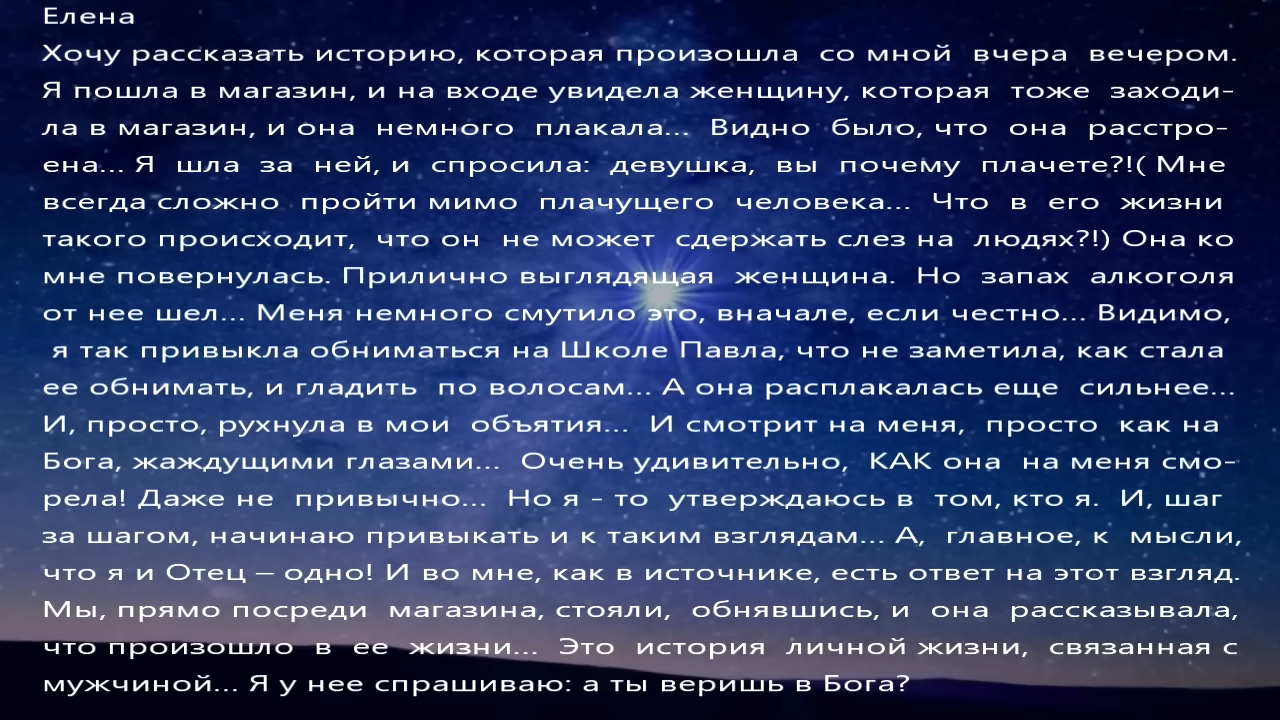 Елена
Хочу рассказать историю, которая произошла со мной вчера вечером.
Я пошла в магазин, и на входе увидела женщину, которая тоже заходи-
ла в магазин, и она немного плакала... Видно было, что она расстро-
ена... Я шла за ней, и спросила: девушка, вы почему плачете?!( Мне
всегда сложно пройти мимо плачущего человека... Что в его жизни
такого происходит, что он не может сдержать слез на людях?!) Она ко
мне повернулась. Прилично выглядящая женщина. Но запах алкоголя
от нее шел... Меня немного смутило это, вначале, если честно... Видимо,
я так привыкла обниматься на Школе Павла, что не заметила, как стала
ее обнимать, и гладить по волосам... А она расплакалась еще сильнее...
И, просто, рухнула в мои объятия... И смотрит на меня, просто как на
Бога, жаждущими глазами... Очень удивительно, КАК она на меня смо-
рела! Даже не привычно... Но я - то утверждаюсь в том, кто я. И, шаг
за шагом, начинаю привыкать и к таким взглядам... А, главное, к мысли,
что я и Отец – одно! И во мне, как в источнике, есть ответ на этот взгляд.
Мы, прямо посреди магазина, стояли, обнявшись, и она рассказывала,
что произошло в ее жизни... Это история личной жизни, связанная с
мужчиной... Я у нее спрашиваю: а ты веришь в Бога?